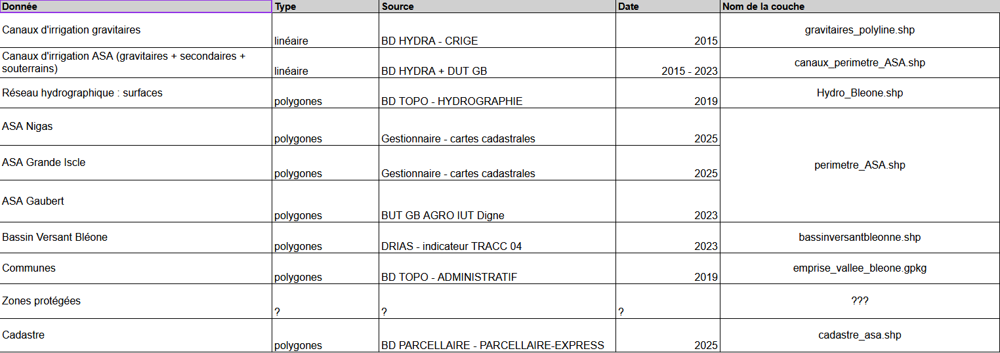 Donnée Type Source Date Nom de la couche
Canaux d'irrigation gravitaires linéaire BD HYDRA - CRIGE 2015 gravitaires_polyline.shp
Canaux d'irrigation ASA (gravitaires + secondaires +
souterrains) linéaire BD HYDRA + DUT GB 2015 - 2023 canaux_perimetre_ASA.shp
Réseau hydrographique : surfaces polygones BD TOPO - HYDROGRAPHIE 2019 Hydro_Bleone.shp
ASA Nigas polygones Gestionnaire - cartes cadastrales 2025
ASA Grande Iscle polygones Gestionnaire - cartes cadastrales 2025 perimetre_ASA.shp
ASA Gaubert polygones BUT GB AGRO IUT Digne 2023
Bassin Versant Bléone polygones DRIAS - indicateur TRACC 04 2023 bassinversantbleonne.shp
Communes polygones BD TOPO - ADMINISTRATIF 2019 emprise_vallee_bleone.gpkg
Zones protégées ? ? ? ???
Cadastre polygones BD PARCELLAIRE - PARCELLAIRE-EXPRESS 2025 cadastre_asa.shp